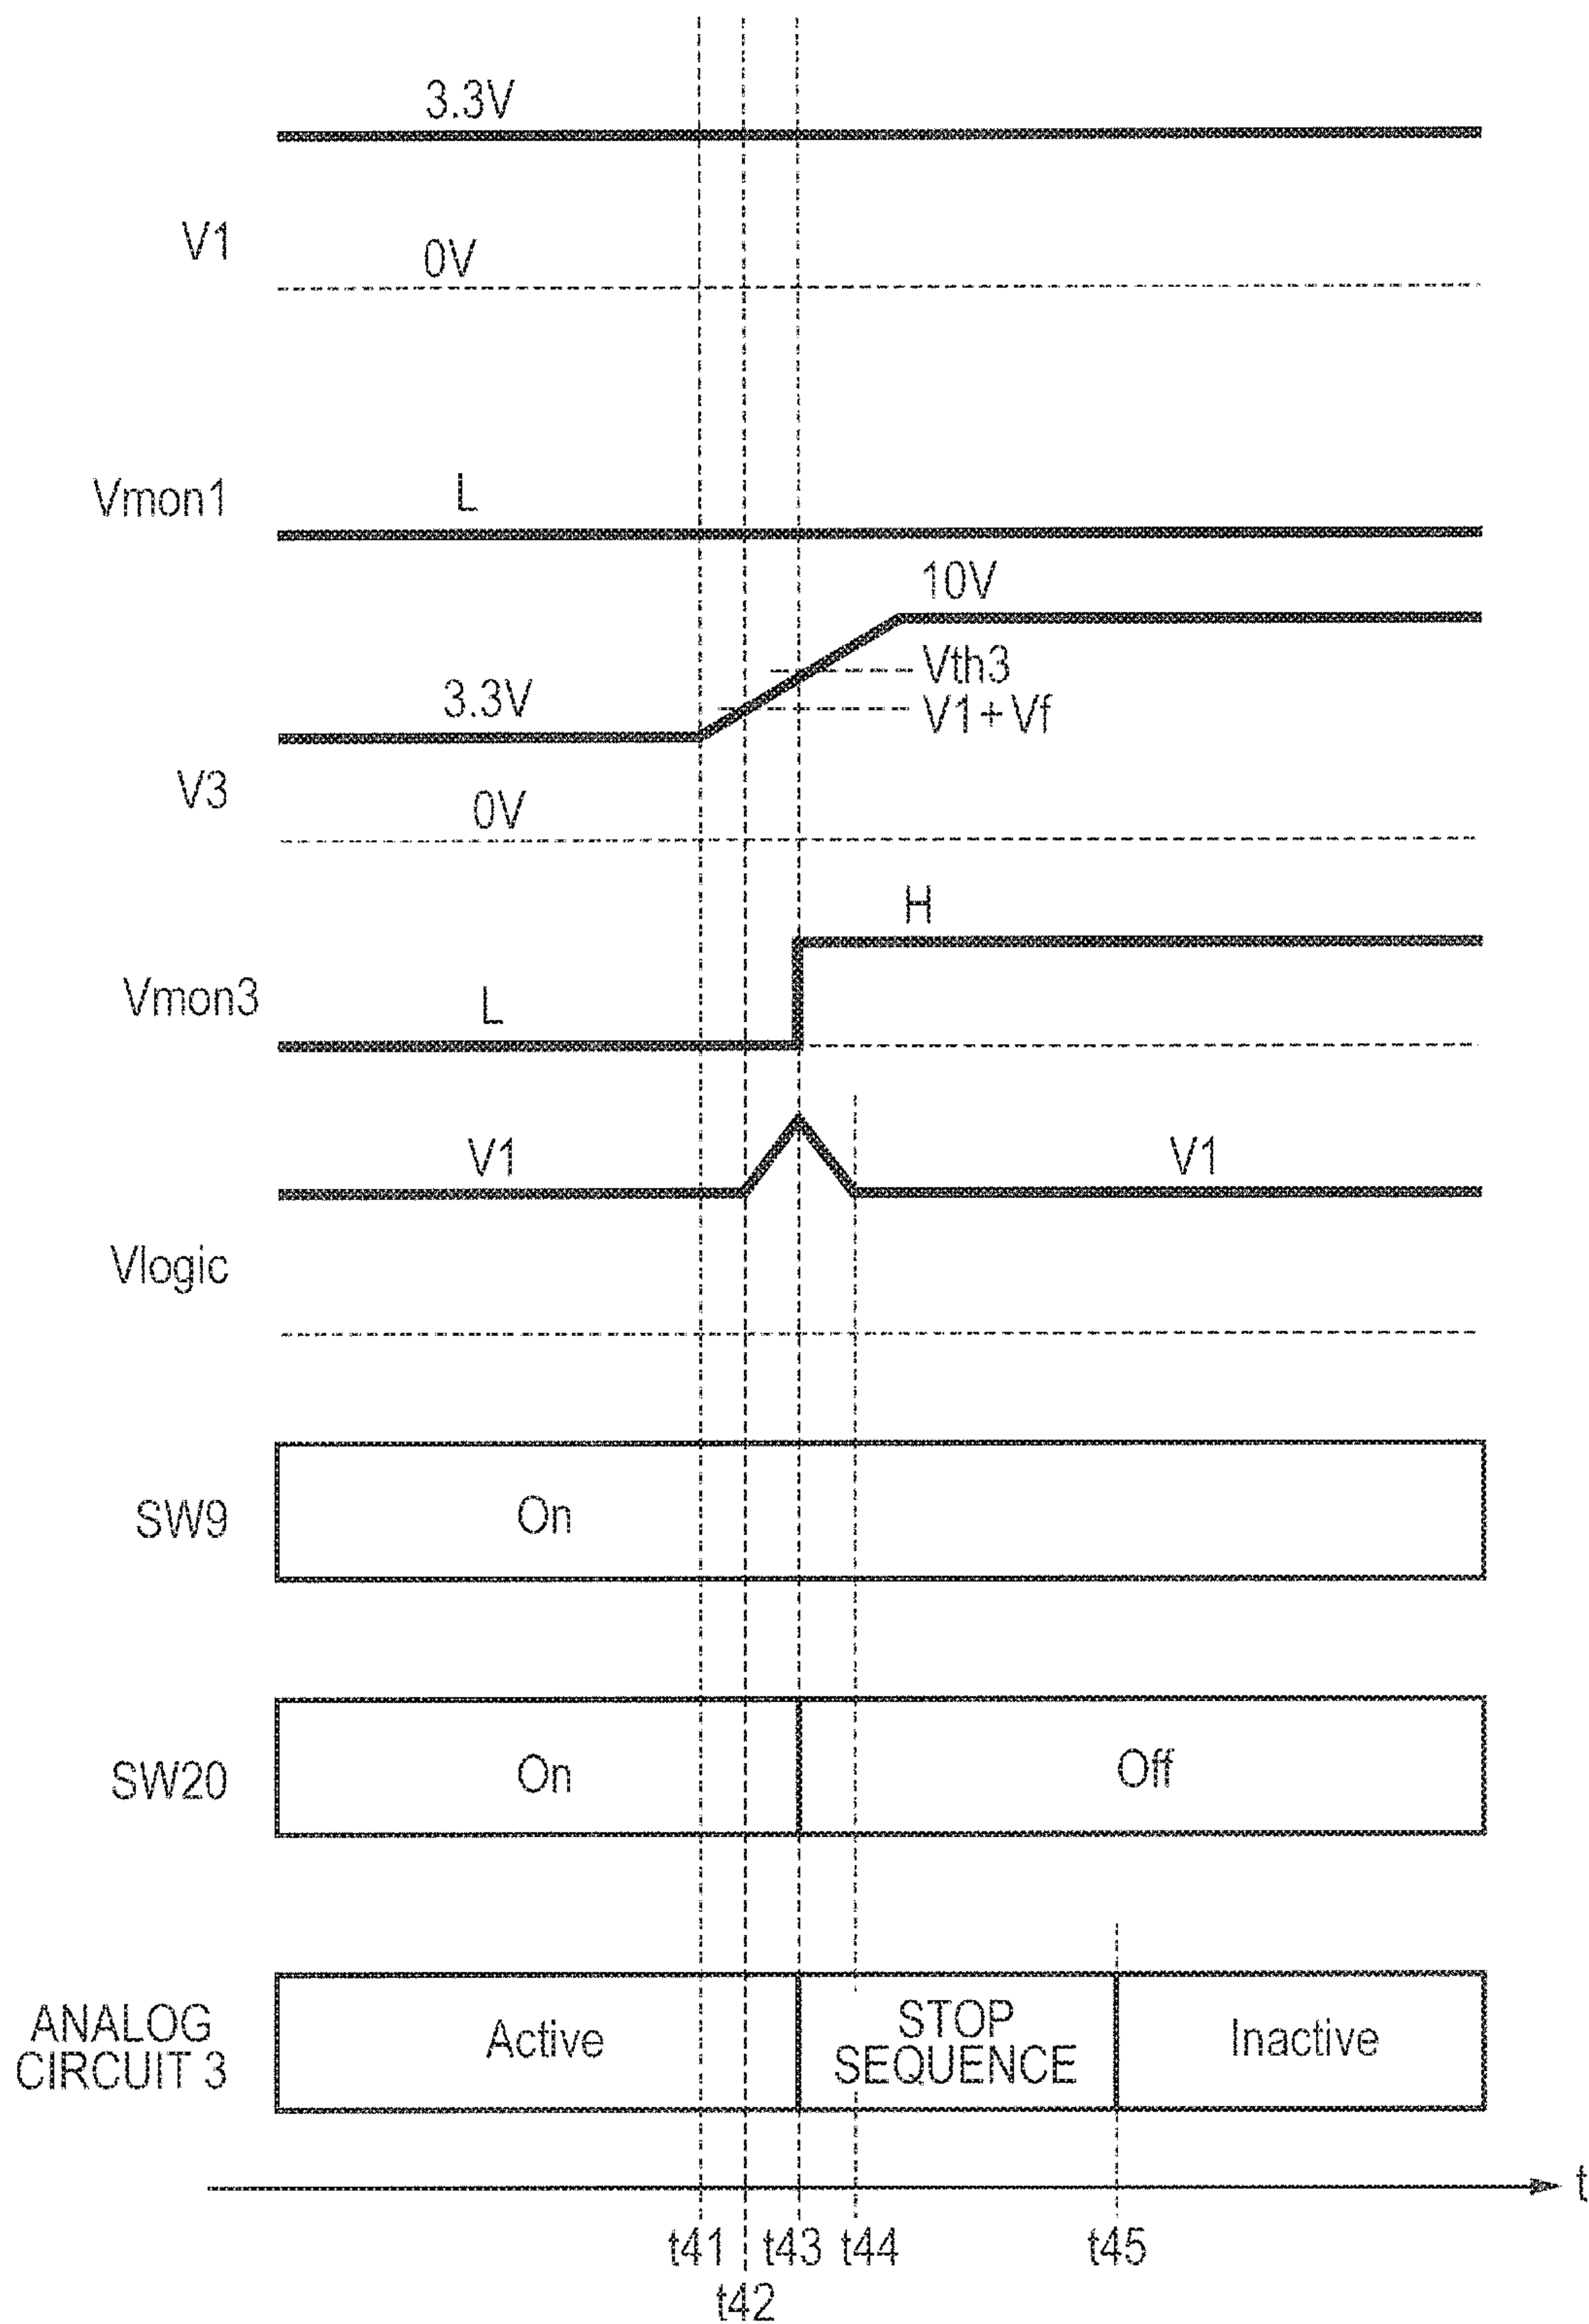 3.3V
V1
0V
Vmon1
L
10V
Vth3
3.3V
V1+Vf
V3
0V
H
Vmon3
L
V1
V1
Vlogic
SW9
On
SW20
On
Off
ANALOG
CIRCUIT 3
Active
STOP
SEQUENCE
Inactive
t
t41
t43
t44
t45
t42